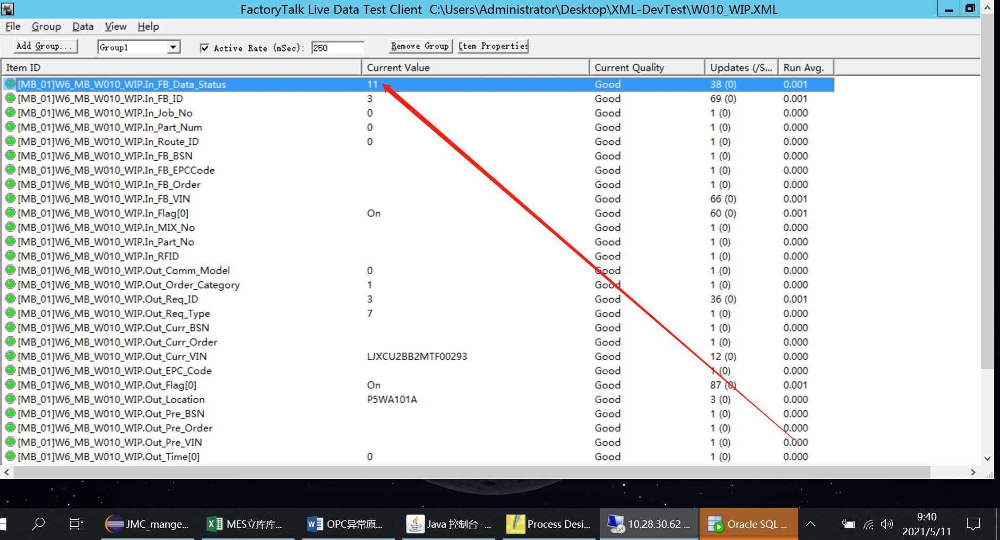 FactoryTalk Live Data Test Client  C:\Users\Administrator\Desktop\XML-DevTest\W010_WIP.XML
File Group Data View Help
Add Group... Group1 Active Rate (mSec): 250 Remove Group Item Properties
Item ID Current Value Current Quality Updates (/S... Run Avg.
[MB_01]W6_MB_W010_WIP.In_FB_Data_Status 11 Good 38 (0) 0.001
[MB_01]W6_MB_W010_WIP.In_FB_ID 3 Good 69 (0) 0.001
[MB_01]W6_MB_W010_WIP.In_Job_No 0 Good 1 (0) 0.000
[MB_01]W6_MB_W010_WIP.In_Part_Num 0 Good 1 (0) 0.000
[MB_01]W6_MB_W010_WIP.In_Route_ID 0 Good 1 (0) 0.000
[MB_01]W6_MB_W010_WIP.In_FB_BSN Good 1 (0) 0.000
[MB_01]W6_MB_W010_WIP.In_FB_EPCCode Good 1 (0) 0.000
[MB_01]W6_MB_W010_WIP.In_FB_Order Good 1 (0) 0.000
[MB_01]W6_MB_W010_WIP.In_FB_VIN Good 66 (0) 0.001
[MB_01]W6_MB_W010_WIP.In_Flag[0] On Good 60 (0) 0.001
[MB_01]W6_MB_W010_WIP.In_MIX_No Good 1 (0) 0.000
[MB_01]W6_MB_W010_WIP.In_Part_No Good 1 (0) 0.000
[MB_01]W6_MB_W010_WIP.In_RFID Good 1 (0) 0.000
[MB_01]W6_MB_W010_WIP.Out_Comm_Model 0 Good 1 (0) 0.000
[MB_01]W6_MB_W010_WIP.Out_Order_Category 1 Good 1 (0) 0.000
[MB_01]W6_MB_W010_WIP.Out_Req_ID 3 Good 36 (0) 0.001
[MB_01]W6_MB_W010_WIP.Out_Req_Type 7 Good 1 (0) 0.000
[MB_01]W6_MB_W010_WIP.Out_Curr_BSN Good 1 (0) 0.000
[MB_01]W6_MB_W010_WIP.Out_Curr_Order Good 1 (0) 0.000
[MB_01]W6_MB_W010_WIP.Out_Curr_VIN LJXCU2BB2MTF00293 Good 12 (0) 0.000
[MB_01]W6_MB_W010_WIP.Out_EPC_Code Good 1 (0) 0.000
[MB_01]W6_MB_W010_WIP.Out_Flag[0] On Good 87 (0) 0.001
[MB_01]W6_MB_W010_WIP.Out_Location P5WA101A Good 3 (0) 0.000
[MB_01]W6_MB_W010_WIP.Out_Pre_BSN Good 1 (0) 0.000
[MB_01]W6_MB_W010_WIP.Out_Pre_Order Good 1 (0) 0.000
[MB_01]W6_MB_W010_WIP.Out_Pre_VIN Good 1 (0) 0.000
[MB_01]W6_MB_W010_WIP.Out_Time[0] 0 Good 1 (0) 0.000
JMC_mange... MES立库库... OPC异常原... Java 控制台 -... Process Desi... 10.28.30.62 ... Oracle SQL ... 9:40
2021/5/11